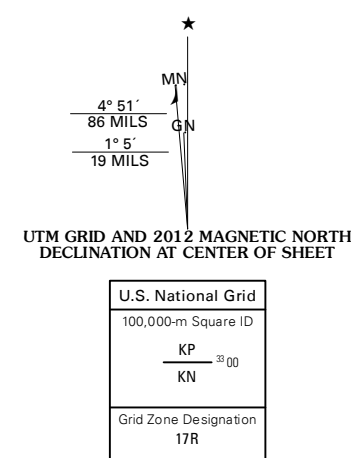 ★
MN
4° 51´
86 MILS
GN
1° 5´
19 MILS
UTM GRID AND 2012 MAGNETIC NORTH
DECLINATION AT CENTER OF SHEET
U.S. National Grid
100,000-m Square ID
KP
33 00
KN
Grid Zone Designation
17R